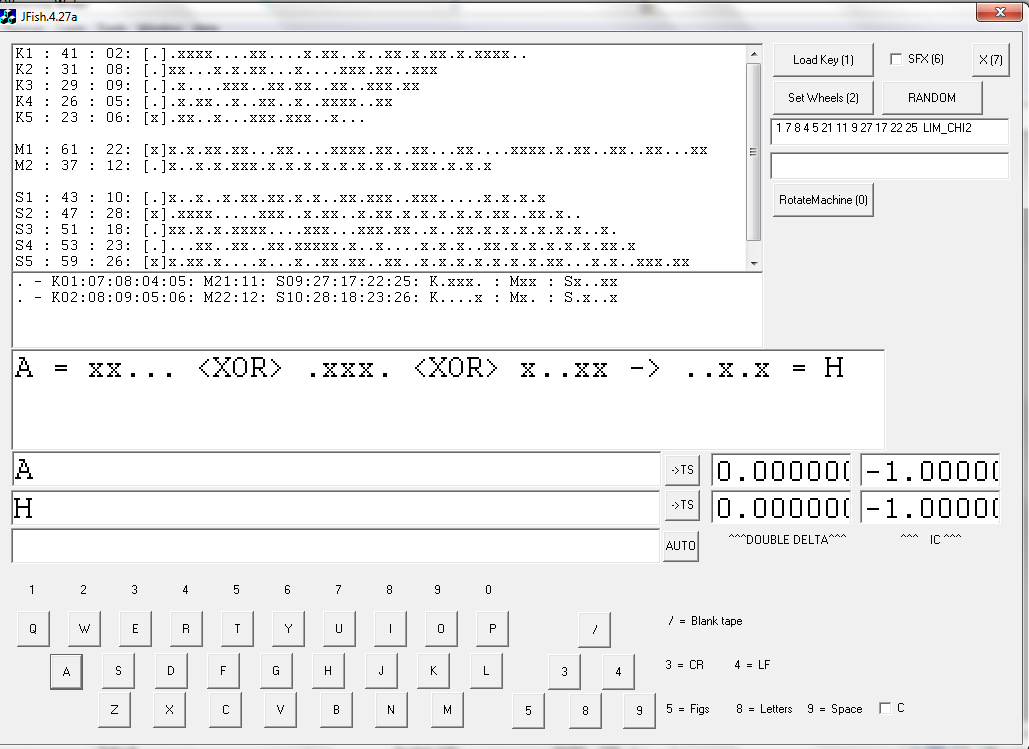 JFish.4.27a
K1 : 41 : 02: [.].xxxx....xx....x.xx..x..xx.x.xx.x.xxxx..
K2 : 31 : 08: [.]xx...x.x.xx.x....xxx.xx..xxx
K3 : 29 : 09: [.].x....xxx..xx.x..xx..xxx.xx
K4 : 26 : 05: [.].x.xx..x..xx..x..xxxx..xx
K5 : 23 : 06: [x].xx..x...xxx.xxx..x...
M1 : 61 : 22: [x]x.x.xx...xx..xx....xx..xx...xx...xx....xxxx.x.xx..xx..xx...xx
M2 : 37 : 12: [.]x..x.x.xxx.x.x.x.x.x.x.x.x.xx.x.x.x
S1 : 43 : 10: [.]x..x..x.xx..x.xx.x.xxx..xxx.....x.x.x.x
S2 : 47 : 28: [x].xxxx.....xxx..x.xx..x..x.xx.x.x.x.xx..xx.x..
S3 : 51 : 18: [.]xx.x.x.xxxx....xxx..x.xx.xx.x.x.x.x.x.x..x.
S4 : 53 : 23: [.]...xx..xx..xx.xxxxx.x...x....x.x.x..xx.x.x.x.x.x.xx.x
S5 : 59 : 26: [x]x.xx.x....x...xx..xx.xx..x.x.xx.x.x.xx..x..x..xxx.xx
. - K01:07:08:04:05: M21:11: S09:27:17:22:25: K.xxx. : Mxx : Sx..xx
. - K02:08:09:05:06: M22:12: S10:28:18:23:26: K....x : Mx. : S.x..x
A = xx... <XOR> .xxx. <XOR> x..xx -> ..x.x = H
A
H
Load Key (1)
SFX (6)
X (7)
Set Wheels (2)
RANDOM
1 7 8 4 5 21 11 9 27 17 22 25 LIM_CHI2
RotateMachine (0)
->TS
0.000000
-1.00000
->TS
0.000000
-1.00000
AUTO
^^^DOUBLE DELTA^^^
^^^ IC ^^^
1 2 3 4 5 6 7 8 9 0
Q W E R T Y U I O P /
/ = Blank tape
A S D F G H J K L 3 4
3 = CR 4 = LF
Z X C V B N M 5 8 9
5 = Figs 8 = Letters 9 = Space
C